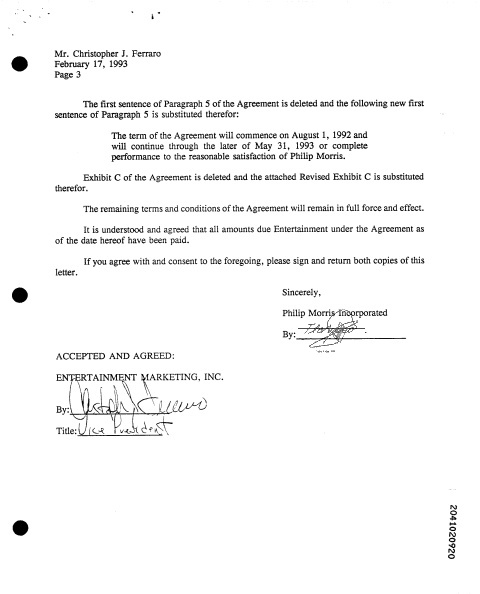 Mr. Christopher J. Ferraro
February 17, 1993
Page 3
The first sentence of Paragraph 5 of the Agreement is deleted and the following new first
sentence of Paragraph 5 is substituted therefor:
The term of the Agreement will commence on August 1, 1992 and
will continue through the later of May 31, 1993 or complete
performance to the reasonable satisfaction of Philip Morris.
Exhibit C of the Agreement is deleted and the attached Revised Exhibit C is substituted
therefor.
The remaining terms and conditions of the Agreement will remain in full force and effect.
It is understood and agreed that all amounts due Entertainment under the Agreement as
of the date hereof have been paid.
If you agree with and consent to the foregoing, please sign and return both copies of this
letter.
Sincerely,
Philip Morris Incorporated
By:
ACCEPTED AND AGREED:
ENTERTAINMENT MARKETING, INC.
By:
Title: Vice President
2041020920